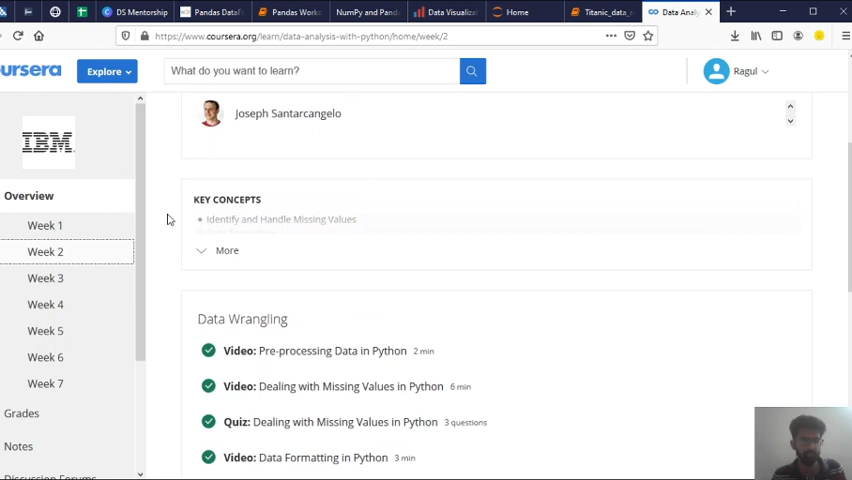 DS Mentorship
Pandas DataF
Pandas Work
NumPy and Pand
Data Visualiza
Home
Titanic_data_
Data Analy
https://www.coursera.org/learn/data-analysis-with-python/home/week/2
oursera
Explore
What do you want to learn?
Ragul
IBM
Joseph Santarcangelo
Overview
Week 1
Week 2
Week 3
Week 4
Week 5
Week 6
Week 7
Grades
Notes
Discussion Forums
KEY CONCEPTS
Identify and Handle Missing Values
More
Data Wrangling
Video: Pre-processing Data in Python 2 min
Video: Dealing with Missing Values in Python 6 min
Quiz: Dealing with Missing Values in Python 3 questions
Video: Data Formatting in Python 3 min